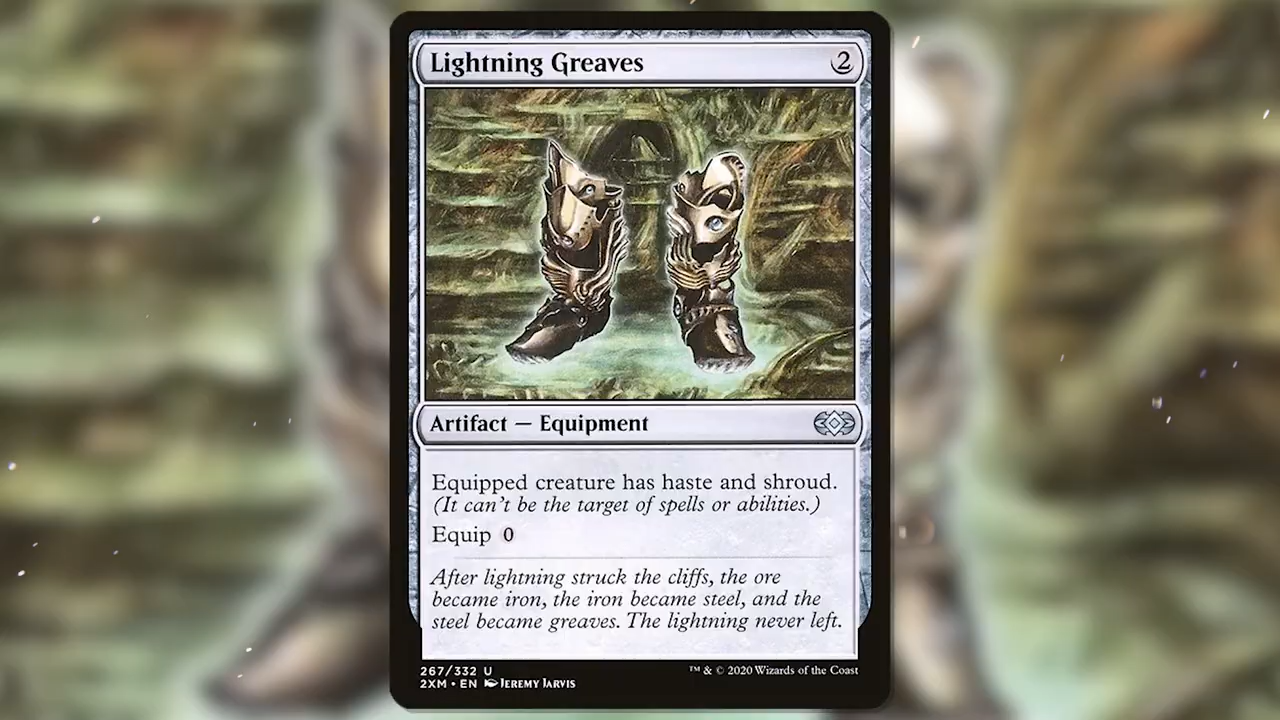 Lightning Greaves 2
Artifact — Equipment
Equipped creature has haste and shroud.
(It can't be the target of spells or abilities.)
Equip 0
After lightning struck the cliffs, the ore
became iron, the iron became steel, and the
steel became greaves. The lightning never left.
267/332 U
2XM • EN Jeremy Jarvis
™ & © 2020 Wizards of the Coast